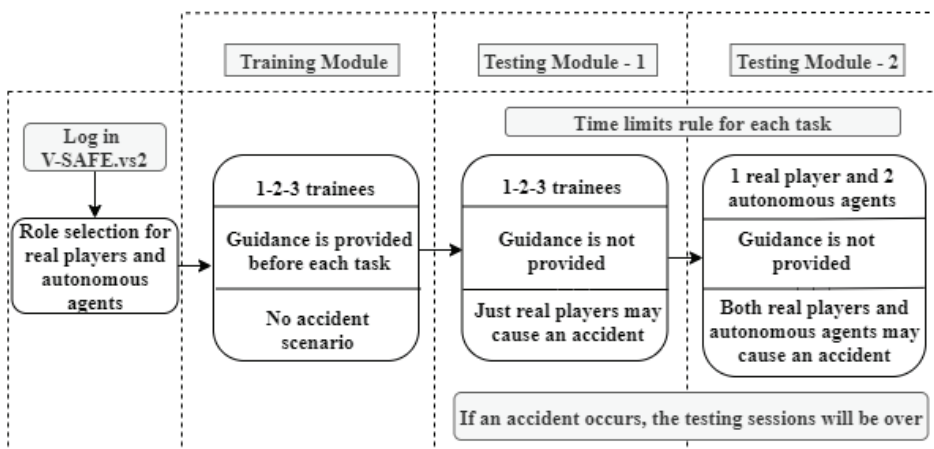 Training Module
Testing Module - 1
Testing Module - 2
Time limits rule for each task
Log in
V-SAFE.vs2
Role selection for
real players and
autonomous
agents
1-2-3 trainees
Guidance is provided
before each task
No accident
scenario
1-2-3 trainees
Guidance is not
provided
Just real players may
cause an accident
1 real player and 2
autonomous agents
Guidance is not
provided
Both real players and
autonomous agents may
cause an accident
If an accident occurs, the testing sessions will be over